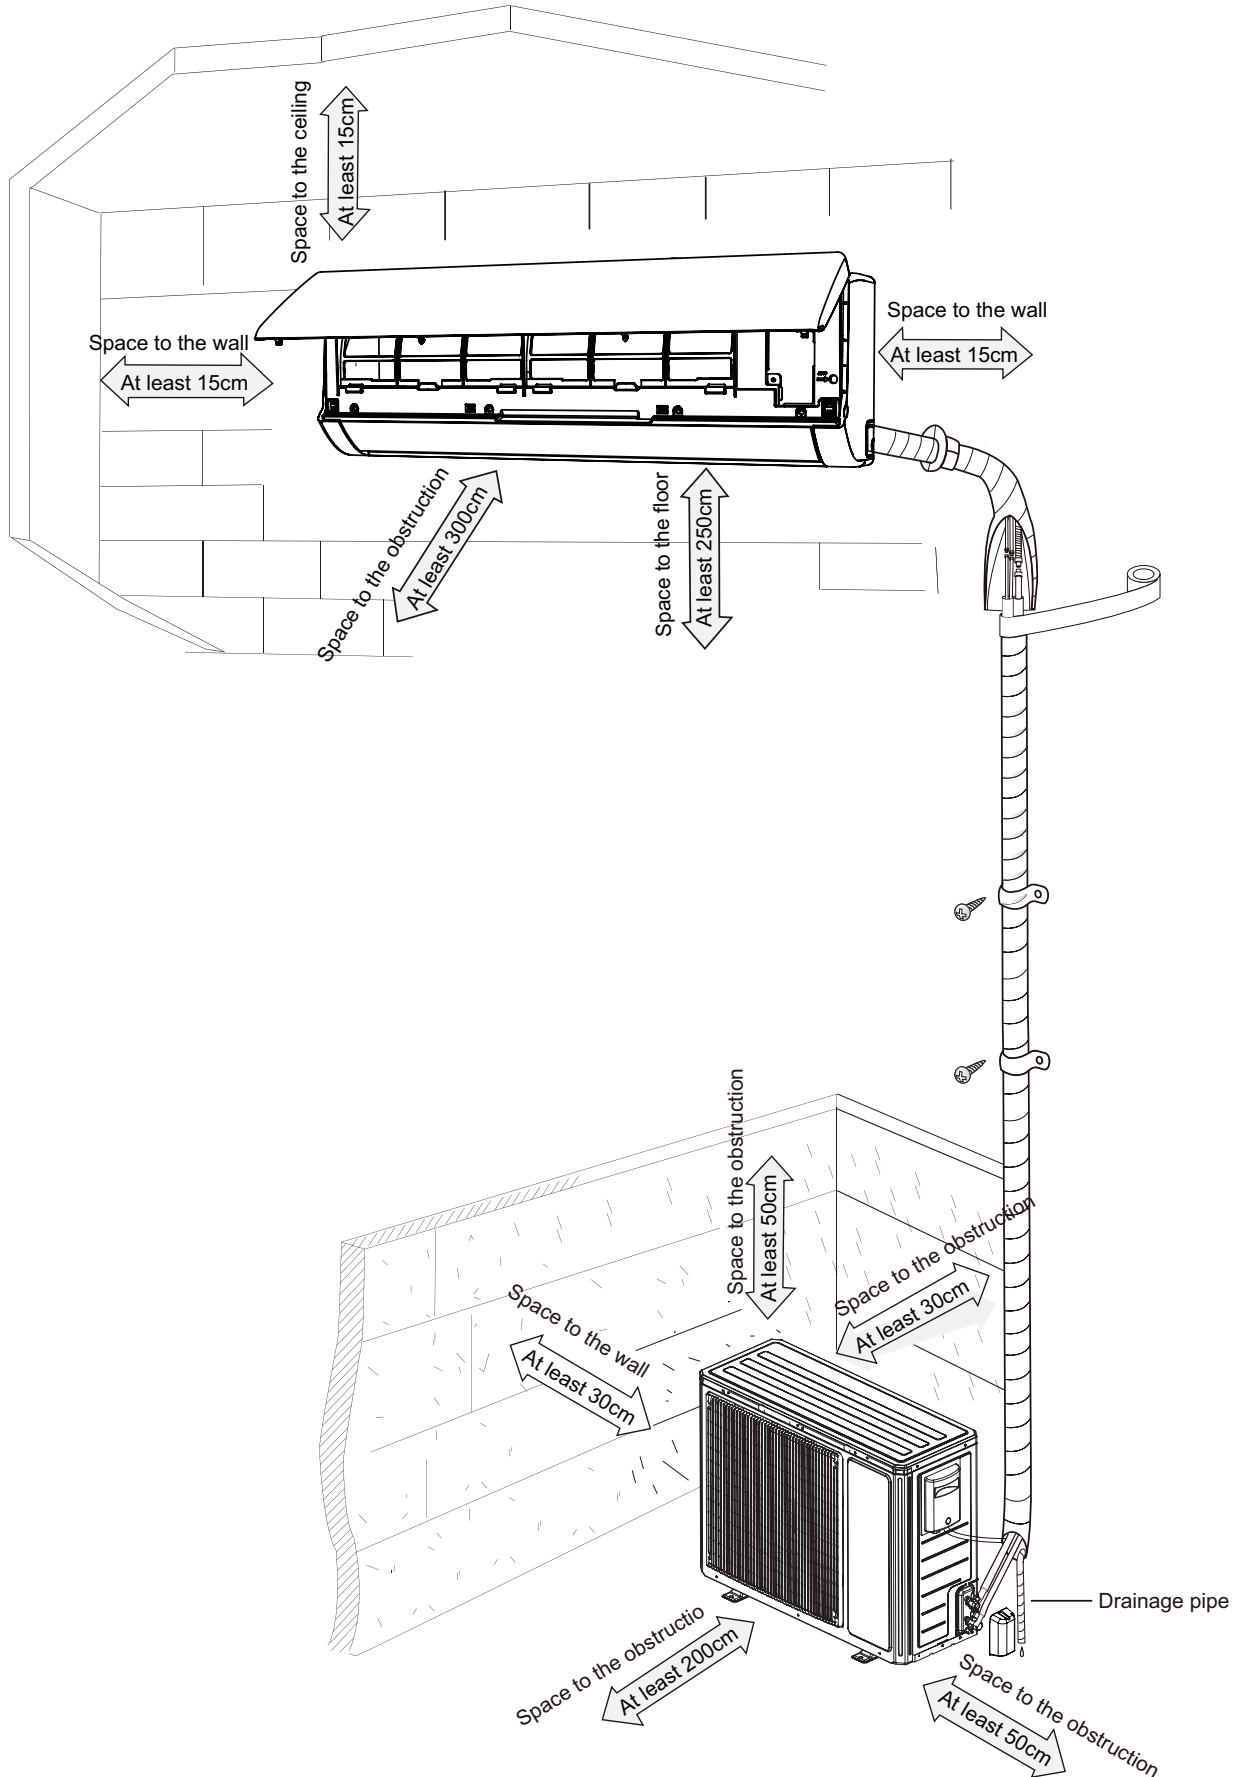 Space to the ceiling
At least 15cm
Space to the wall
At least 15cm
Space to the wall
At least 15cm
Space to the obstruction
At least 300cm
Space to the floor
At least 250cm
Space to the obstruction
At least 50cm
Space to the obstruction
At least 30cm
Space to the wall
At least 30cm
Drainage pipe
Space to the obstructio
At least 200cm
Space to the obstruction
At least 50cm